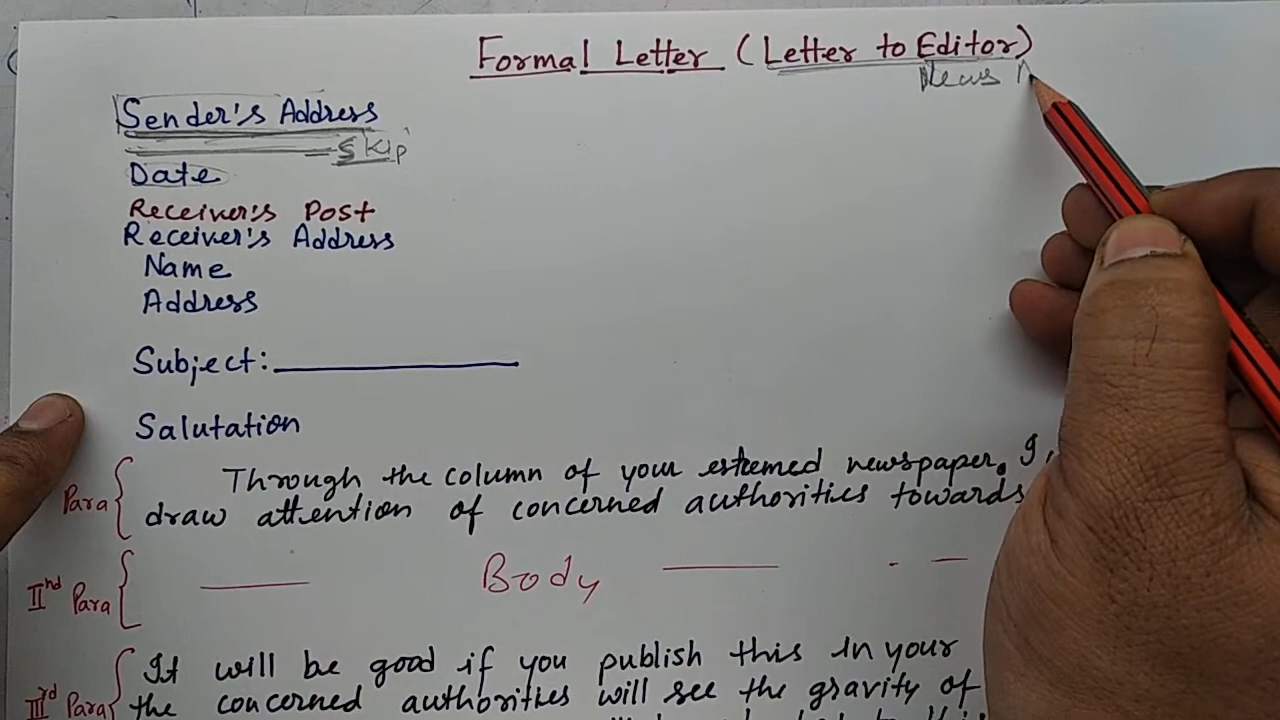 Formal Letter (Letter to Editor)
News
Sender's Address
Skip
Date
Receiver's Post
Receiver's Address
Name
Address
Subject:
Salutation
Through the column of your esteemed newspaper. I,
Para draw attention of concerned authorities towards
IInd Para Body
It will be good if you publish this in your
IIIrd Para the concerned authorities will see the gravity of